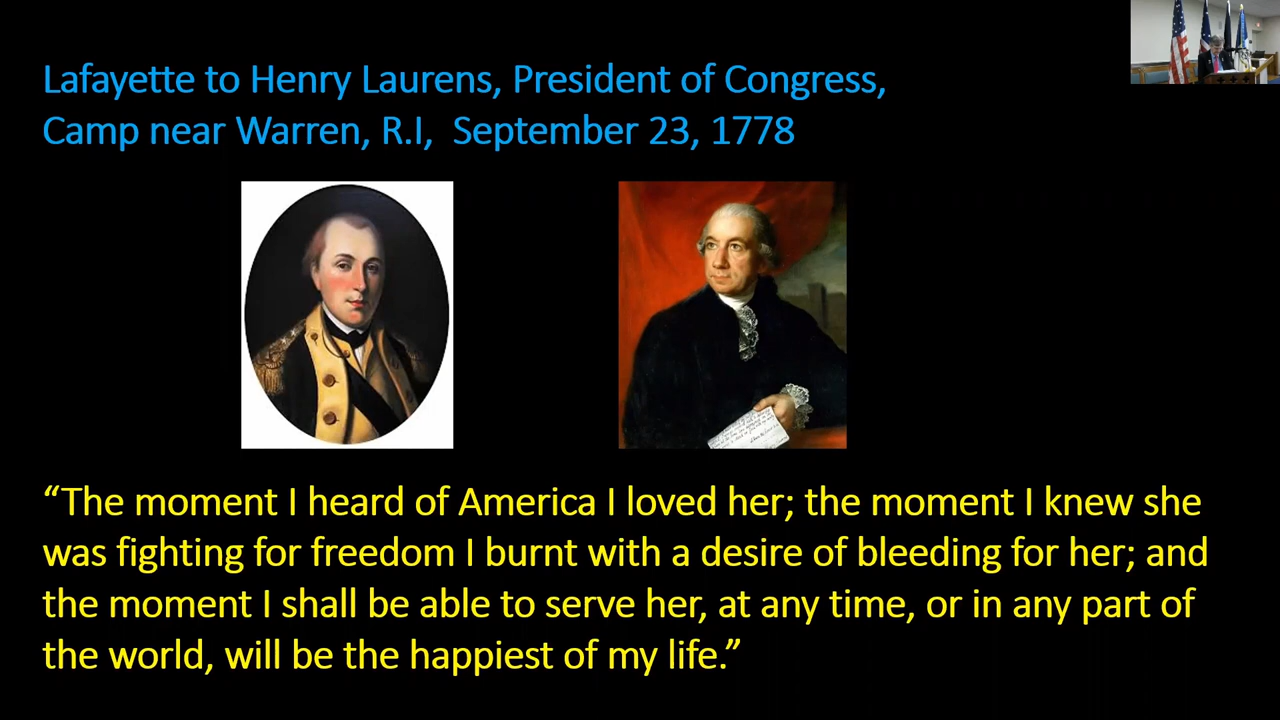 Lafayette to Henry Laurens, President of Congress,
Camp near Warren, R.I,  September 23, 1778
“The moment I heard of America I loved her; the moment I knew she
was fighting for freedom I burnt with a desire of bleeding for her; and
the moment I shall be able to serve her, at any time, or in any part of
the world, will be the happiest of my life.”